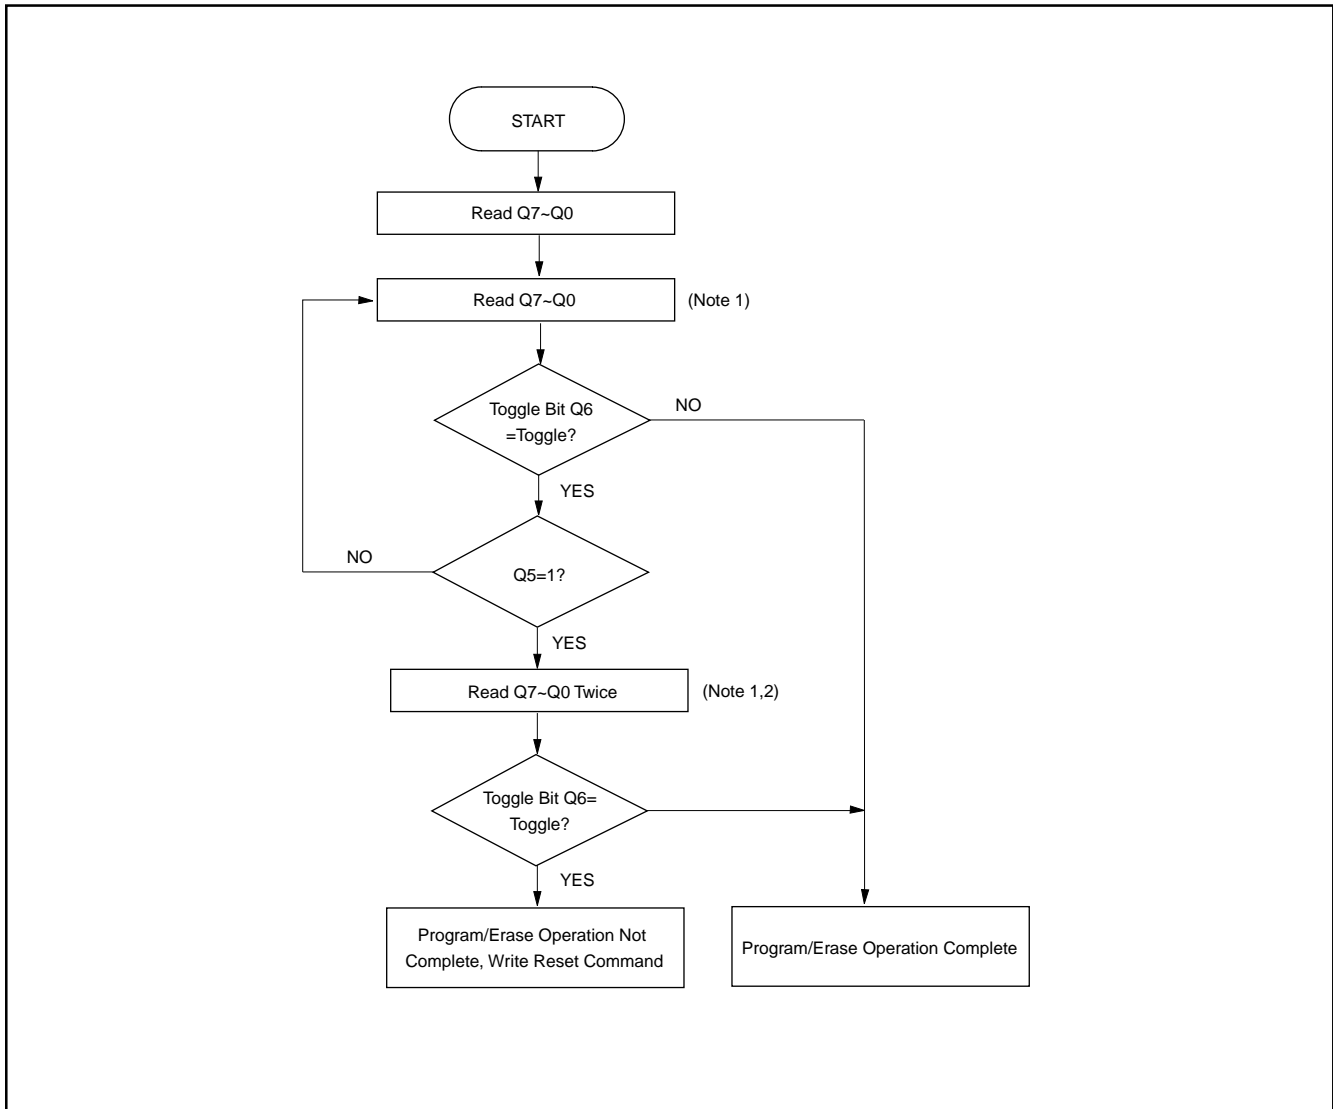 START
Read Q7~Q0
Read Q7~Q0
(Note 1)
Toggle Bit Q6
=Toggle?
NO
YES
NO
Q5=1?
YES
Read Q7~Q0 Twice
(Note 1,2)
Toggle Bit Q6=
Toggle?
YES
Program/Erase Operation Not
Complete, Write Reset Command
Program/Erase Operation Complete